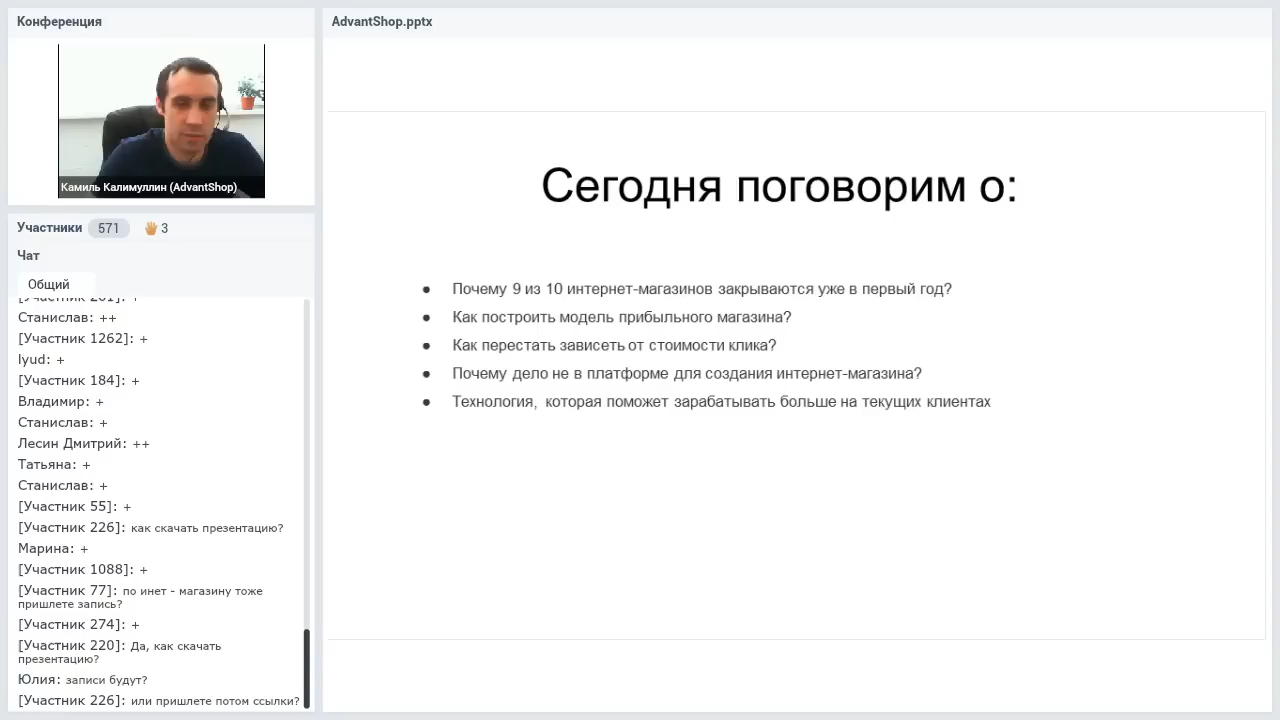 Конференция
Камиль Калимуллин (AdvantShop)
Участники 571 3
Чат
Общий
Станислав: ++
[Участник 1262]: +
lyud: +
[Участник 184]: +
Владимир: +
Станислав: +
Лесин Дмитрий: ++
Татьяна: +
Станислав: +
[Участник 55]: +
[Участник 226]: как скачать презентацию?
Марина: +
[Участник 1088]: +
[Участник 77]: по инет - магазину тоже
пришлете запись?
[Участник 274]: +
[Участник 220]: Да, как скачать
презентацию?
Юлия: записи будут?
[Участник 226]: или пришлете потом ссылки?
AdvantShop.pptx
Сегодня поговорим о:
● Почему 9 из 10 интернет-магазинов закрываются уже в первый год?
● Как построить модель прибыльного магазина?
● Как перестать зависеть от стоимости клика?
● Почему дело не в платформе для создания интернет-магазина?
● Технология, которая поможет зарабатывать больше на текущих клиентах